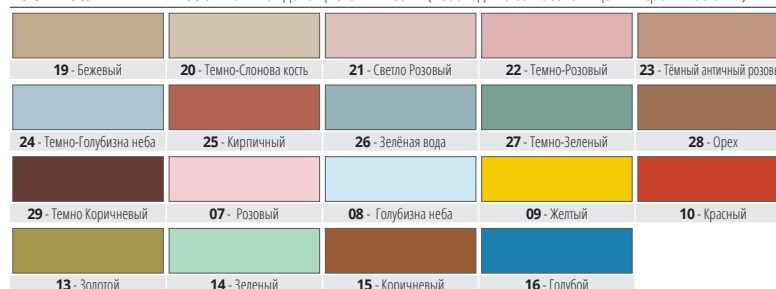 19 - Бежевый 20 - Темно-Слонова кость 21 - Светло Розовый 22 - Темно-Розовый 23 - Тёмный античный
24 - Темно-Голубизна неба 25 - Кирпичный 26 - Зелёная вода 27 - Темно-Зеленый 28 - Орех
29 - Темно Коричневый 07 - Розовый 08 - Голубизна неба 09 - Желтый 10 - Красный
13 - Золотой 14 - Зеленый 15 - Коричневый 16 - Голубой